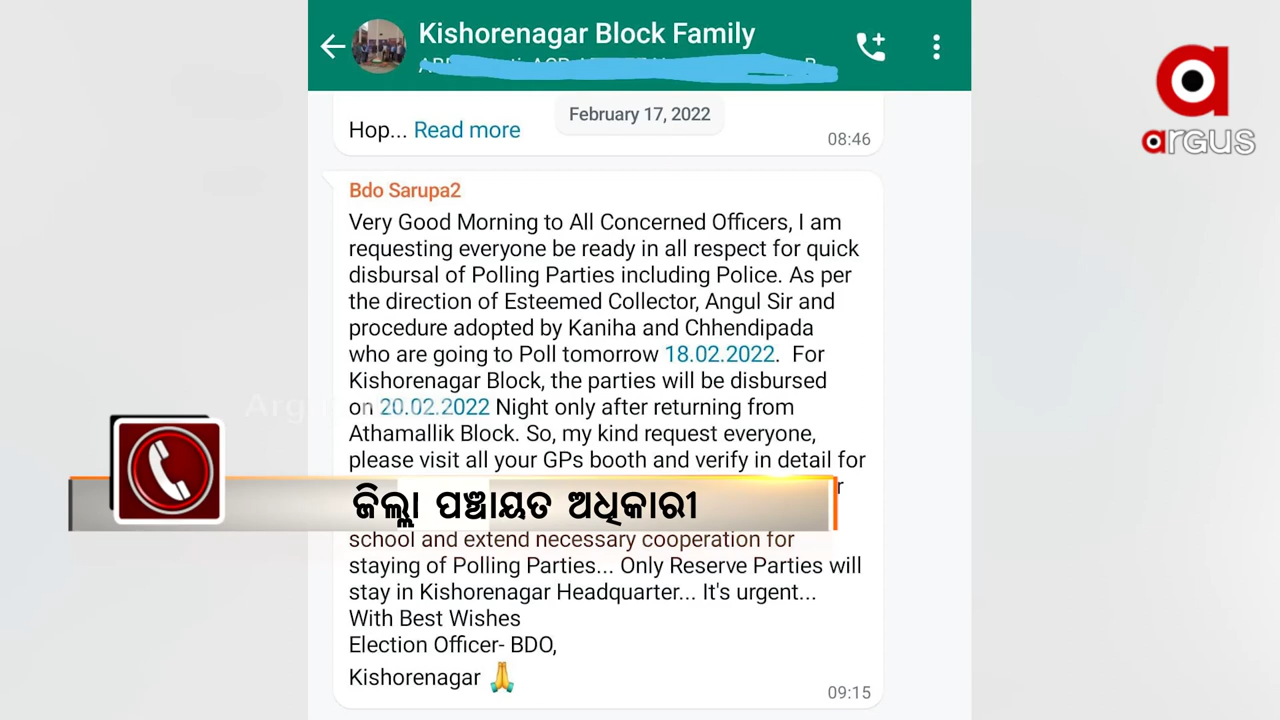 Kishorenagar Block Family
February 17, 2022
Hop... Read more
08:46
Bdo Sarupa2
Very Good Morning to All Concerned Officers, I am
requesting everyone be ready in all respect for quick
disbursal of Polling Parties including Police. As per
the direction of Esteemed Collector, Angul Sir and
procedure adopted by Kaniha and Chhendipada
who are going to Poll tomorrow 18.02.2022. For
Kishorenagar Block, the parties will be disbursed
on 20.02.2022 Night only after returning from
Athamallik Block. So, my kind request everyone,
please visit all your GPs booth and verify in detail for
school and extend necessary cooperation for
staying of Polling Parties... Only Reserve Parties will
stay in Kishorenagar Headquarter... It's urgent...
With Best Wishes
Election Officer- BDO,
Kishorenagar 🙏
09:15
ଜିଲ୍ଲା ପଞ୍ଚାୟତ ଅଧିକାରୀ
argus